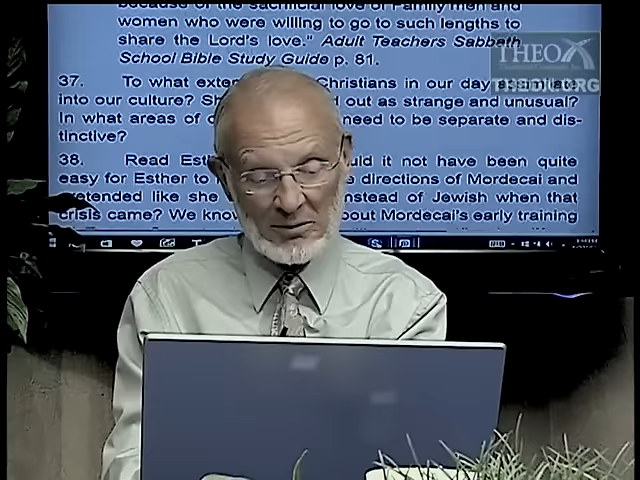 because of the sacrificial love of Family men and
women who were willing to go to such lengths to
share the Lord's love." Adult Teachers Sabbath
School Bible Study Guide p. 81.
THEO
THEOX.ORG
37. To what Christians in our day
into our culture? d out as strange and unusual?
In what areas of need to be separate and dis-
tinctive?
38. Read uld it not have been quite
easy for Esther to e directions of Mordecai and
pretended like she nstead of Jewish when that
crisis came? We know bout Mordecai's early training